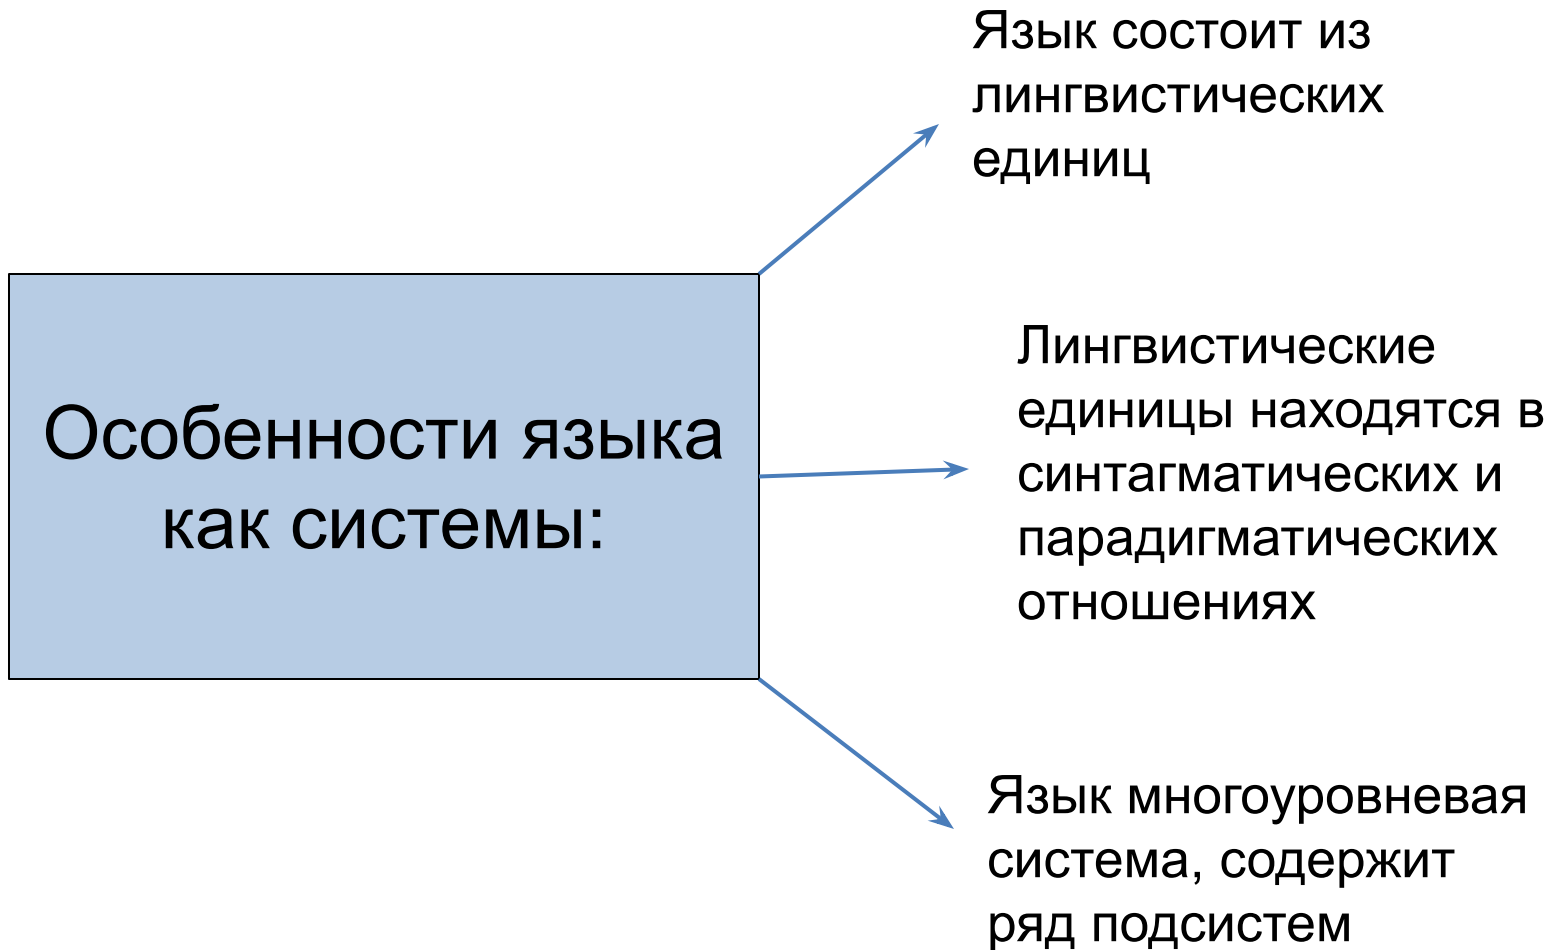 Особенности языка
как системы:
Язык состоит из
лингвистических
единиц
Лингвистические
единицы находятся в
синтагматических и
парадигматических
отношениях
Язык многоуровневая
система, содержит
ряд подсистем